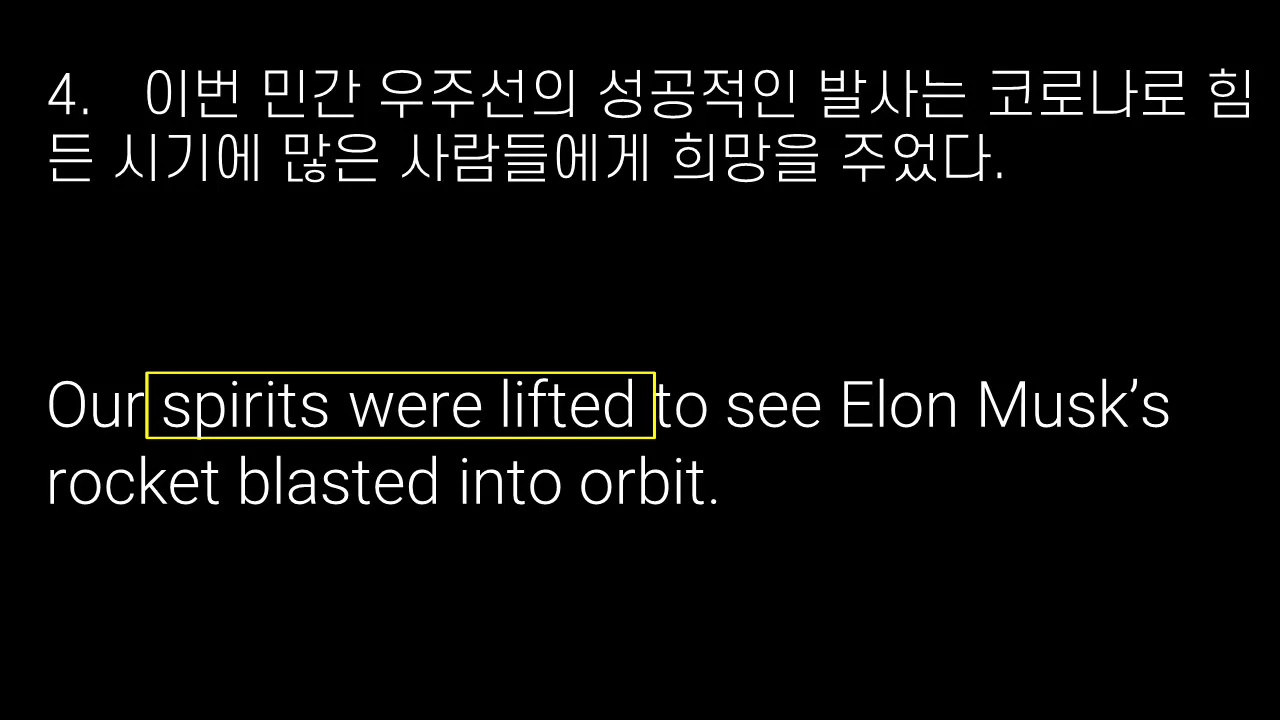 4. 이번 민간 우주선의 성공적인 발사는 코로나로 힘
든 시기에 많은 사람들에게 희망을 주었다.
Our spirits were lifted to see Elon Musk’s
rocket blasted into orbit.